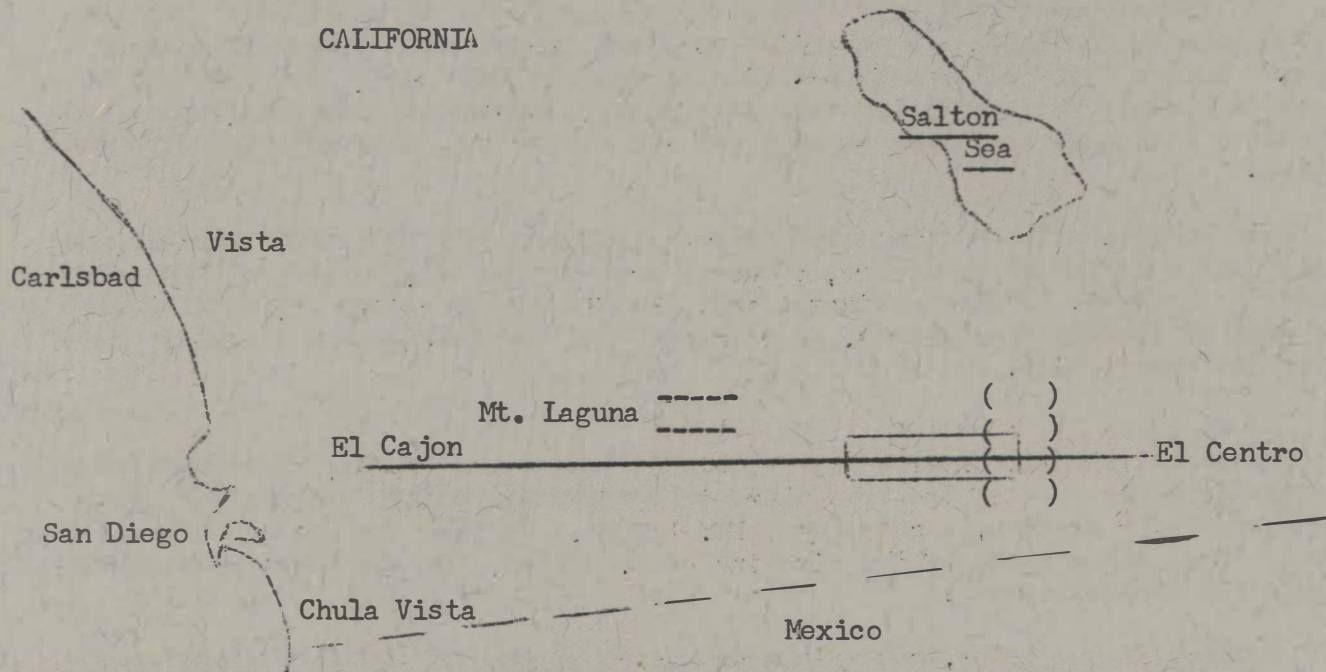 CALIFORNIA
Salton
Sea
Vista
Carlsbad
Mt. Laguna
El Cajon
El Centro
San Diego
Chula Vista
Mexico